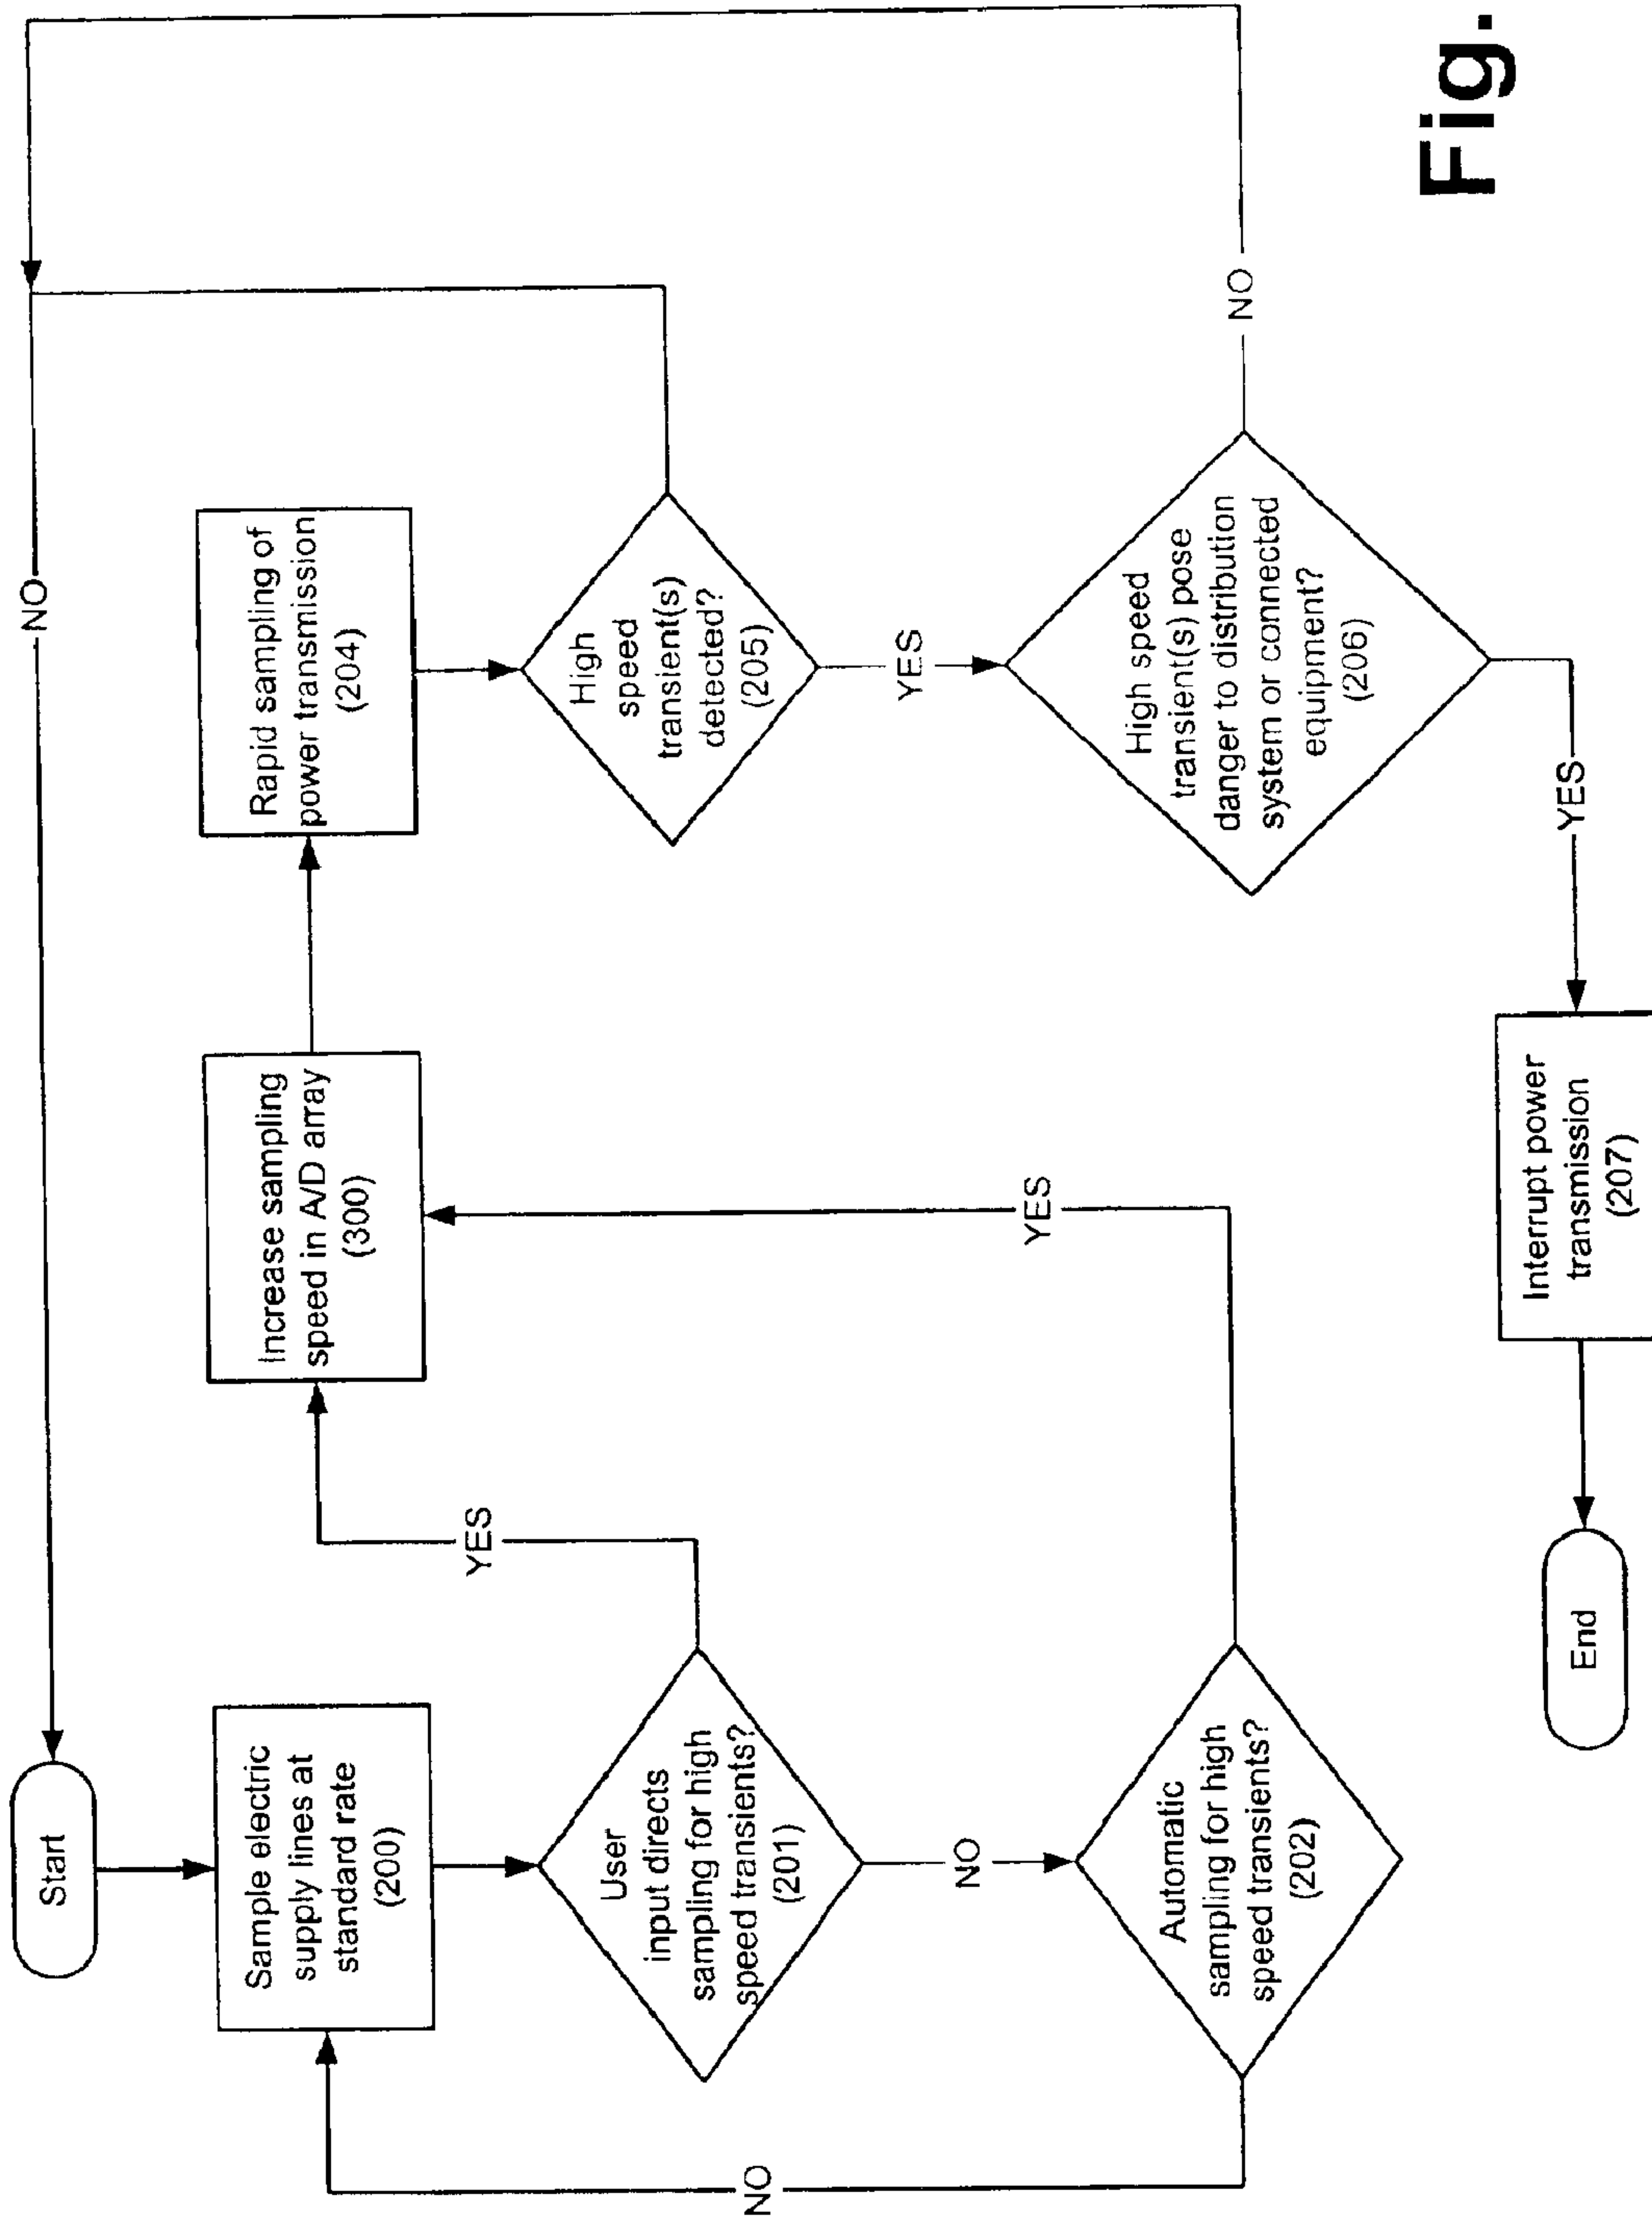 Start
Sample electric
supply lines at
standard rate
(200)
User
input directs
sampling for high
speed transients?
(201)
NO
Automatic
sampling for high
speed transients?
(202)
NO
YES
YES
Increase sampling
speed in A/D array
(300)
Rapid sampling of
power transmission
(204)
High
speed
transient(s)
detected?
(205)
NO
YES
High speed
transient(s) pose
danger to distribution
system or connected
equipment?
(206)
NO
YES
Interrupt power
transmission
(207)
End
Fig.